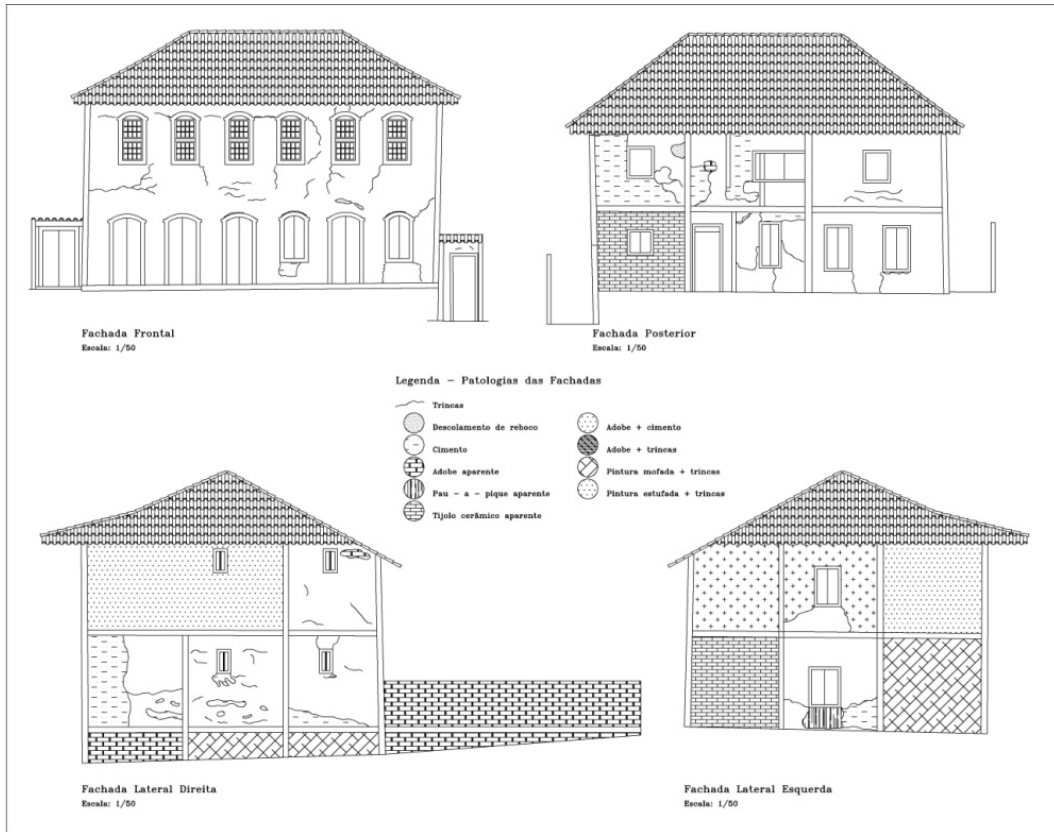 Fachada Frontal
Escala: 1/50
Fachada Posterior
Escala: 1/50
Legenda - Patologias das Fachadas
Trincas
Descolamento de reboco
Cimento
Adobe aparente
Pau - a - pique aparente
Tijolo cerâmico aparente
Adobe + cimento
Adobe + trincas
Pintura mofada + trincas
Pintura estufada + trincas
Fachada Lateral Direita
Escala: 1/50
Fachada Lateral Esquerda
Escala: 1/50